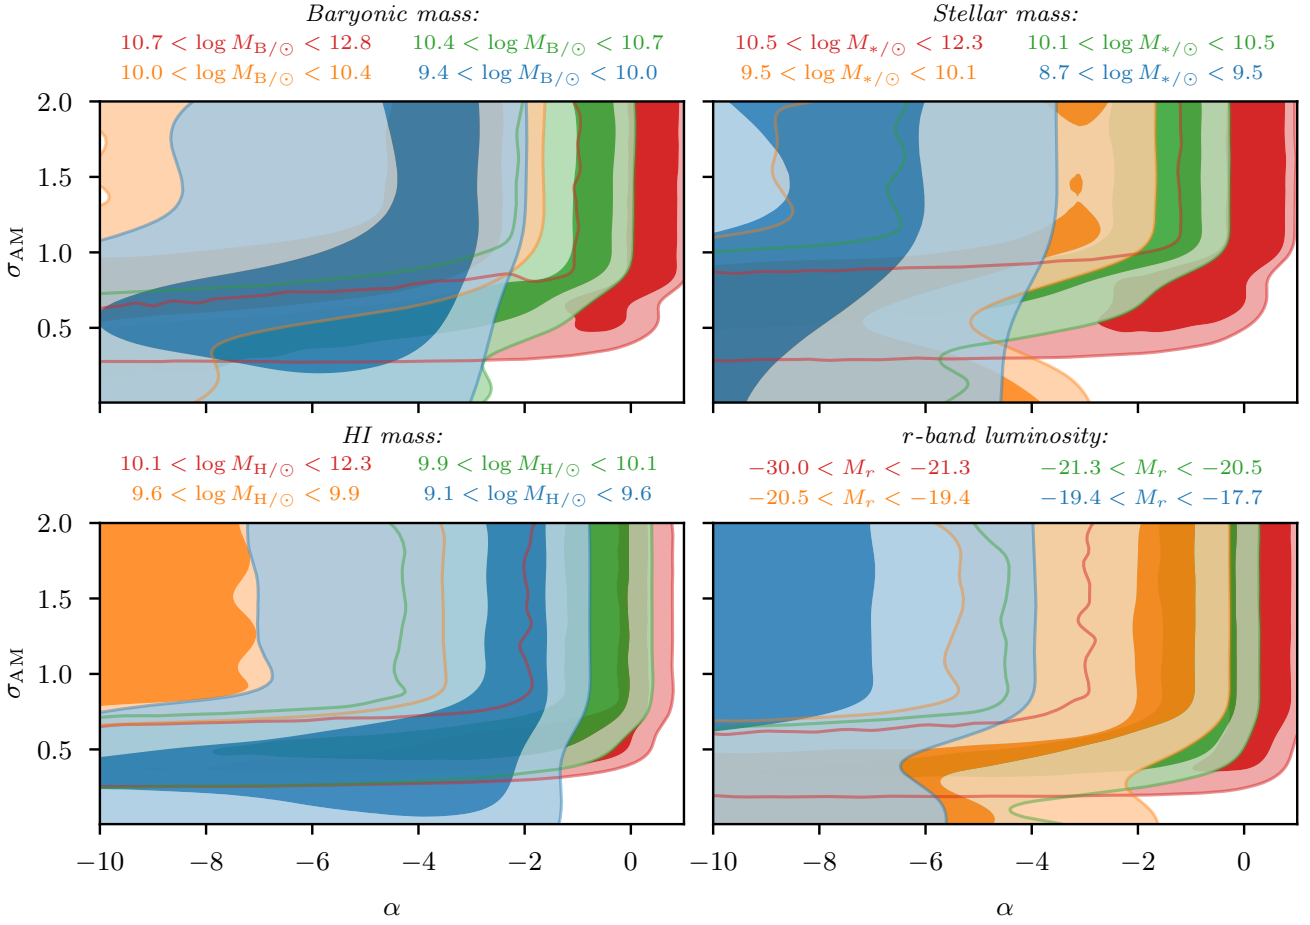 Baryonic mass:
10.7 < log M_B/⊙ < 12.8 10.4 < log M_B/⊙ < 10.7
10.0 < log M_B/⊙ < 10.4 9.4 < log M_B/⊙ < 10.0
Stellar mass:
10.5 < log M_*/⊙ < 12.3 10.1 < log M_*/⊙ < 10.5
9.5 < log M_*/⊙ < 10.1 8.7 < log M_*/⊙ < 9.5
2.0
1.5
1.0
0.5
σ_AM
HI mass:
10.1 < log M_H/⊙ < 12.3 9.9 < log M_H/⊙ < 10.1
9.6 < log M_H/⊙ < 9.9 9.1 < log M_H/⊙ < 9.6
r-band luminosity:
−30.0 < M_r < −21.3 −21.3 < M_r < −20.5
−20.5 < M_r < −19.4 −19.4 < M_r < −17.7
2.0
1.5
1.0
0.5
σ_AM
−10 −8 −6 −4 −2 0
α
−10 −8 −6 −4 −2 0
α